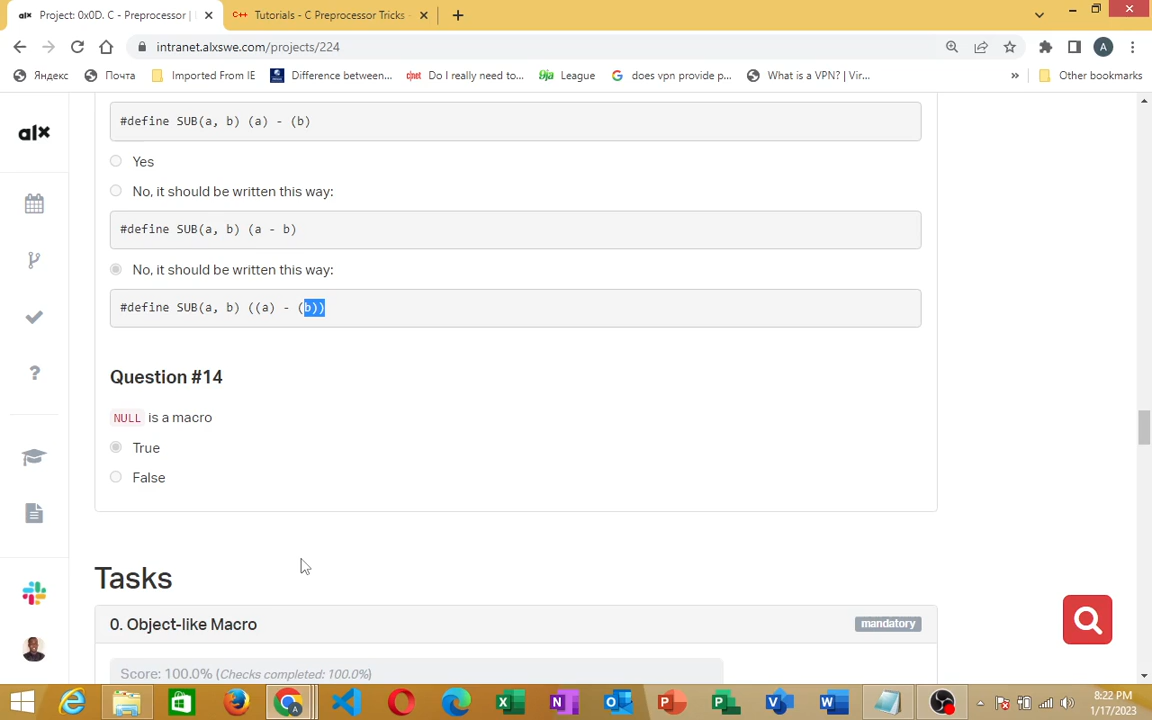 alx Project: 0x0D. C - Preprocessor |
C++ Tutorials - C Preprocessor Tricks
intranet.alxswe.com/projects/224
A
Яндекс
Почта
Imported From IE
Difference between...
cnet Do I really need to...
9ja League
G does vpn provide p...
What is a VPN? | Vir...
»
Other bookmarks
alx
#define SUB(a, b) (a) - (b)
Yes
No, it should be written this way:
#define SUB(a, b) (a - b)
No, it should be written this way:
#define SUB(a, b) ((a) - (b))
Question #14
NULL is a macro
True
False
?
Tasks
0. Object-like Macro
mandatory
Score: 100.0% (Checks completed: 100.0%)
8:22 PM
1/17/2023